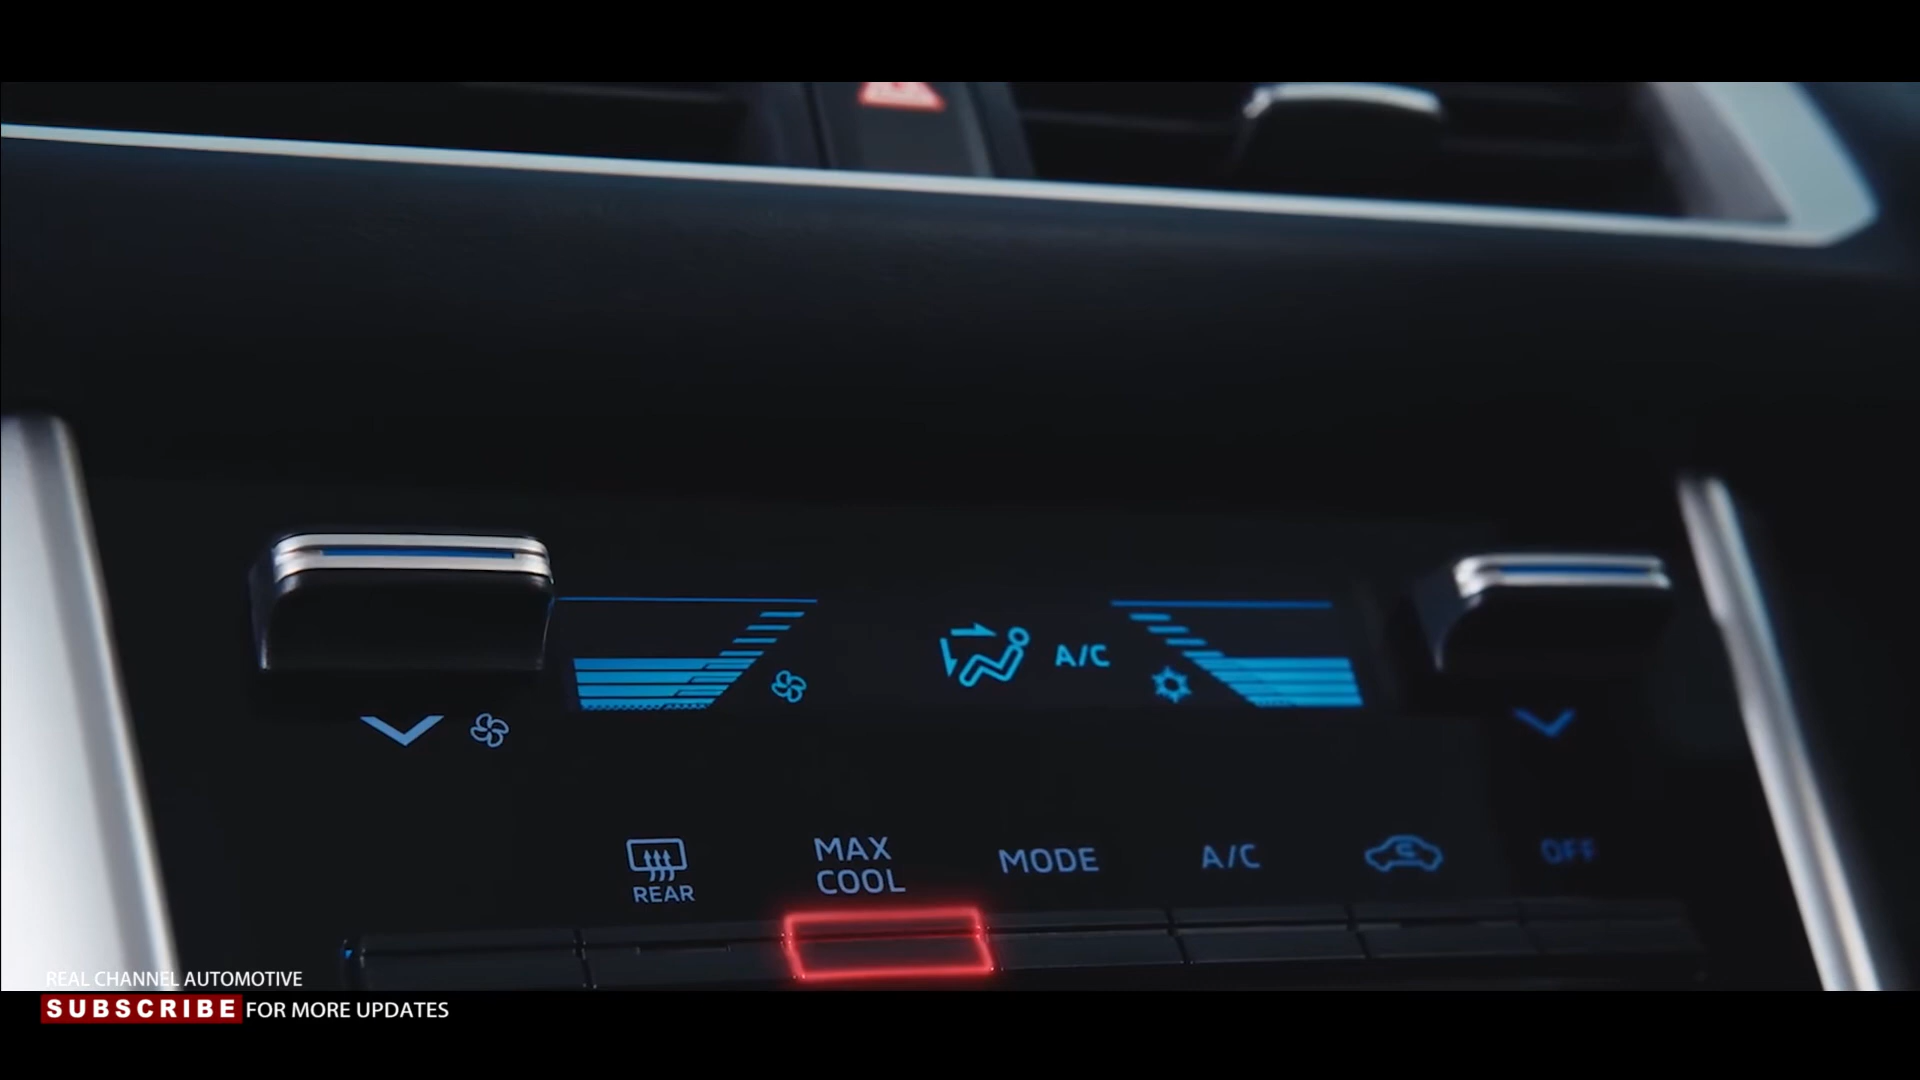 A/C
REAR
MAX
COOL
MODE
A/C
OFF
REAL CHANNEL AUTOMOTIVE
SUBSCRIBE FOR MORE UPDATES